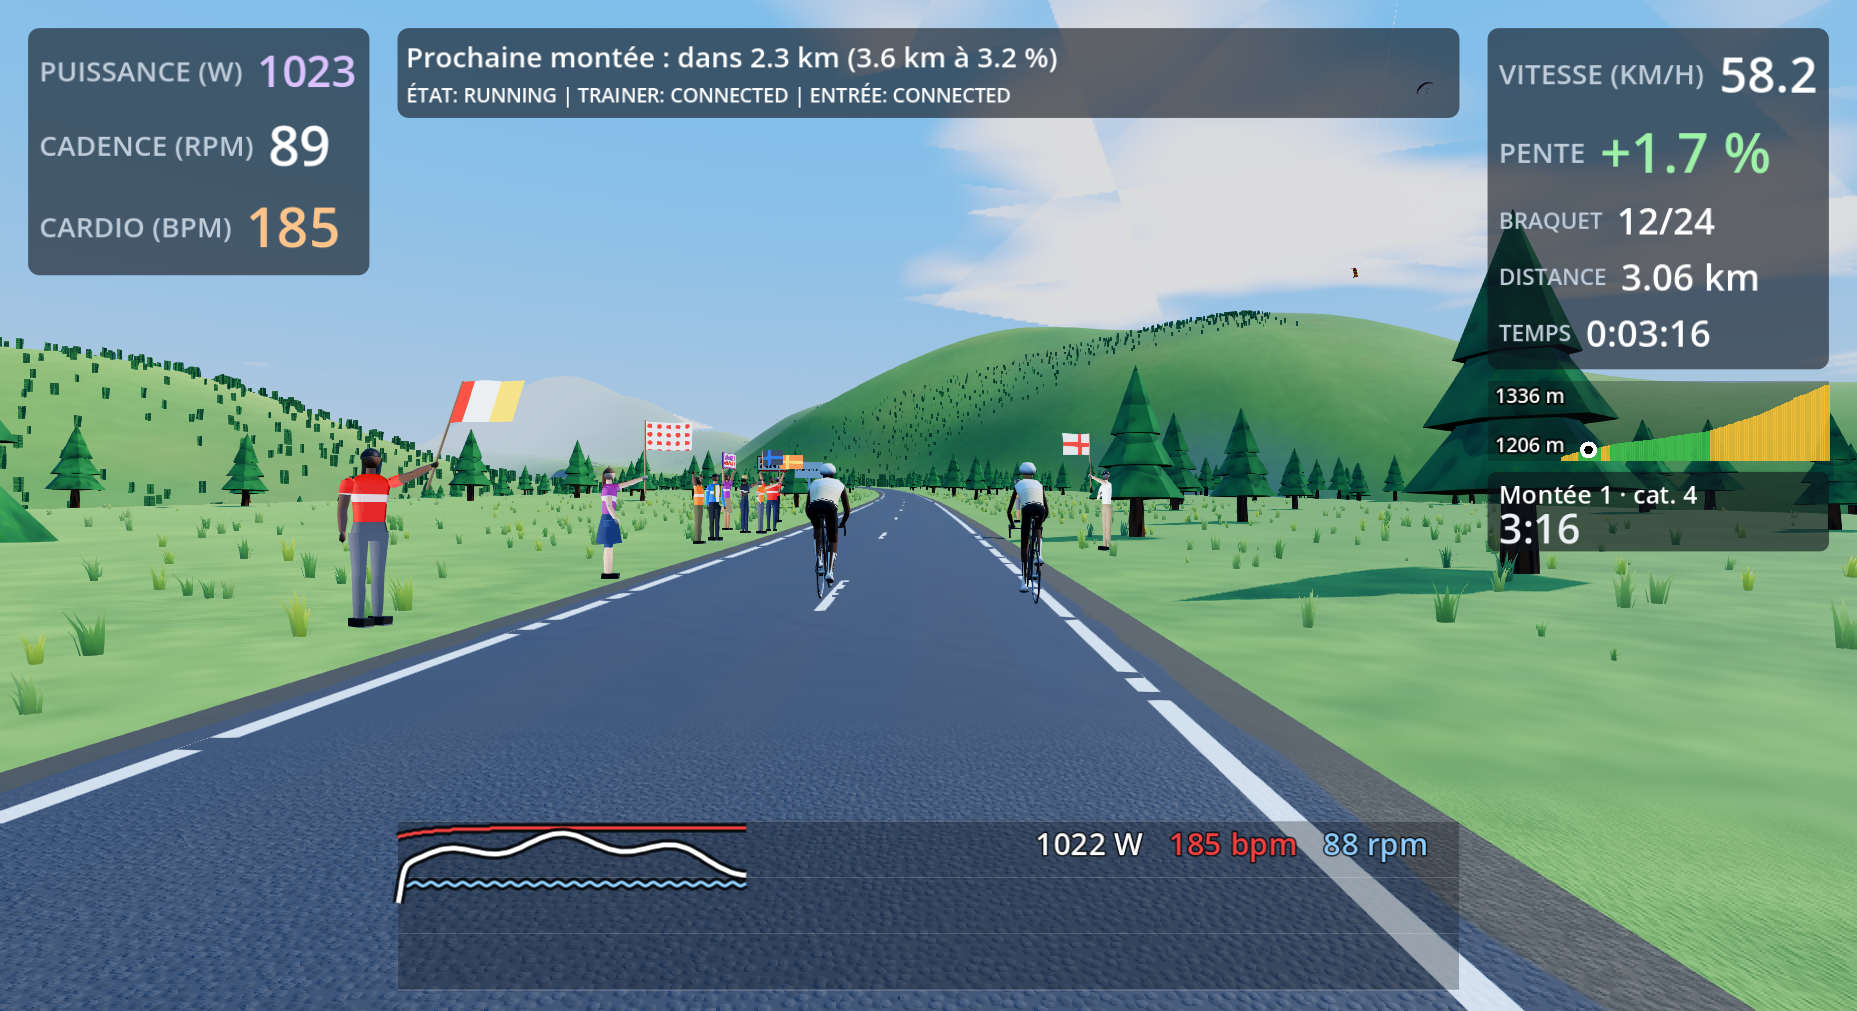 PUISSANCE (W) 1023
CADENCE (RPM) 89
CARDIO (BPM) 185
Prochaine montée : dans 2.3 km (3.6 km à 3.2 %)
ÉTAT: RUNNING | TRAINER: CONNECTED | ENTRÉE: CONNECTED
VITESSE (KM/H) 58.2
PENTE +1.7 %
BRAQUET 12/24
DISTANCE 3.06 km
TEMPS 0:03:16
1336 m
1206 m
Montée 1 · cat. 4
3:16
1022 W 185 bpm 88 rpm